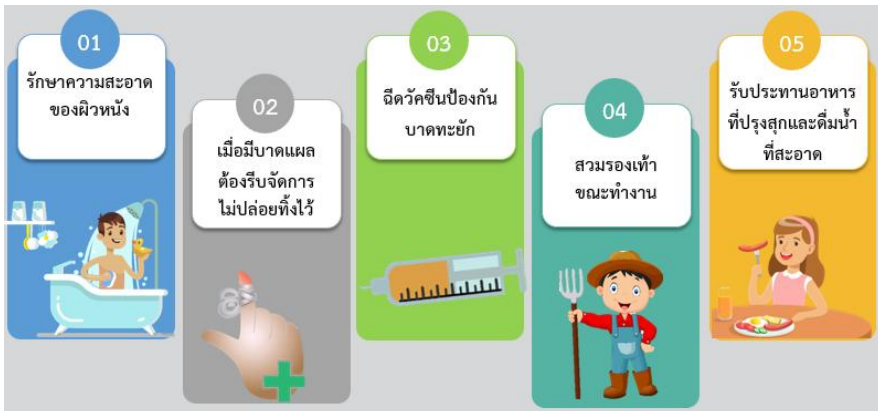 01
รักษาความสะอาด
ของผิวหนัง
02
เมื่อมีบาดแผล
ต้องรีบจัดการ
ไม่ปล่อยทิ้งไว้
03
ฉีดวัคซีนป้องกัน
บาดทะยัก
04
สวมรองเท้า
ขณะทำงาน
05
รับประทานอาหาร
ที่ปรุงสุกและดื่มน้ำ
ที่สะอาด